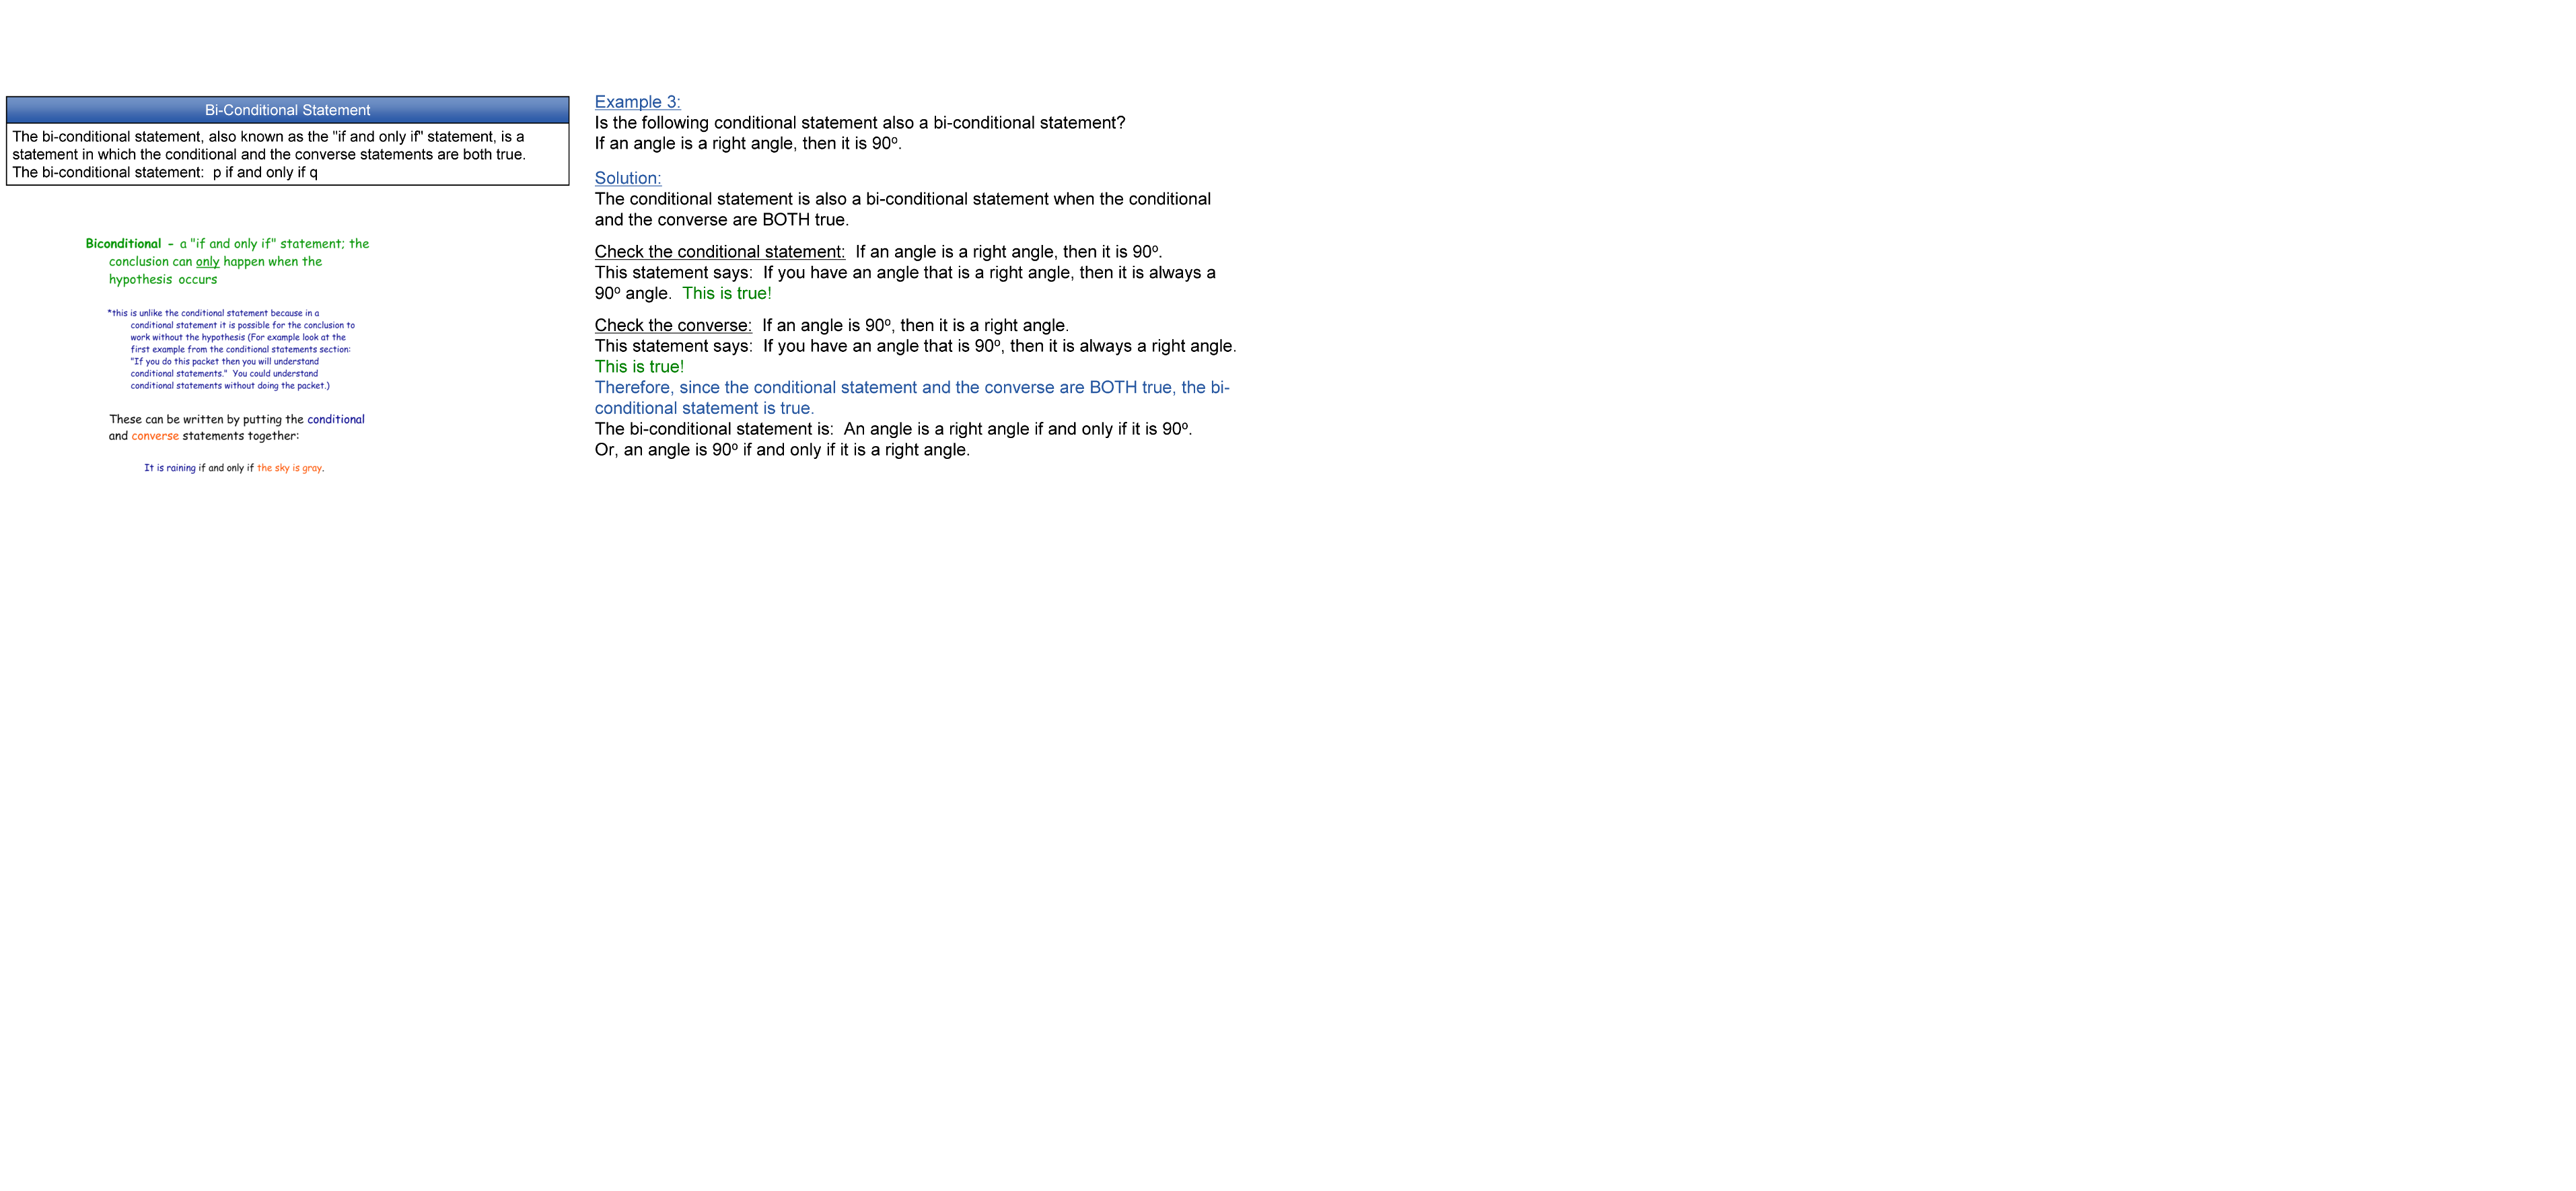 Bi-Conditional Statement
The bi-conditional statement, also known as the "if and only if" statement, is a
statement in which the conditional and the converse statements are both true.
The bi-conditional statement:  p if and only if q
Biconditional - a "if and only if" statement; the
conclusion can only happen when the
hypothesis occurs
*this is unlike the conditional statement because in a
conditional statement it is possible for the conclusion to
work without the hypothesis (For example look at the
first example from the conditional statements section:
"If you do this packet then you will understand
conditional statements."  You could understand
conditional statements without doing the packet.)
These can be written by putting the conditional
and converse statements together:
It is raining if and only if the sky is gray.
Example 3:
Is the following conditional statement also a bi-conditional statement?
If an angle is a right angle, then it is 90º.
Solution:
The conditional statement is also a bi-conditional statement when the conditional
and the converse are BOTH true.
Check the conditional statement:  If an angle is a right angle, then it is 90º.
This statement says:  If you have an angle that is a right angle, then it is always a
90º angle.  This is true!
Check the converse:  If an angle is 90º, then it is a right angle.
This statement says:  If you have an angle that is 90º, then it is always a right angle.
This is true!
Therefore, since the conditional statement and the converse are BOTH true, the bi-
conditional statement is true.
The bi-conditional statement is:  An angle is a right angle if and only if it is 90º.
Or, an angle is 90º if and only if it is a right angle.